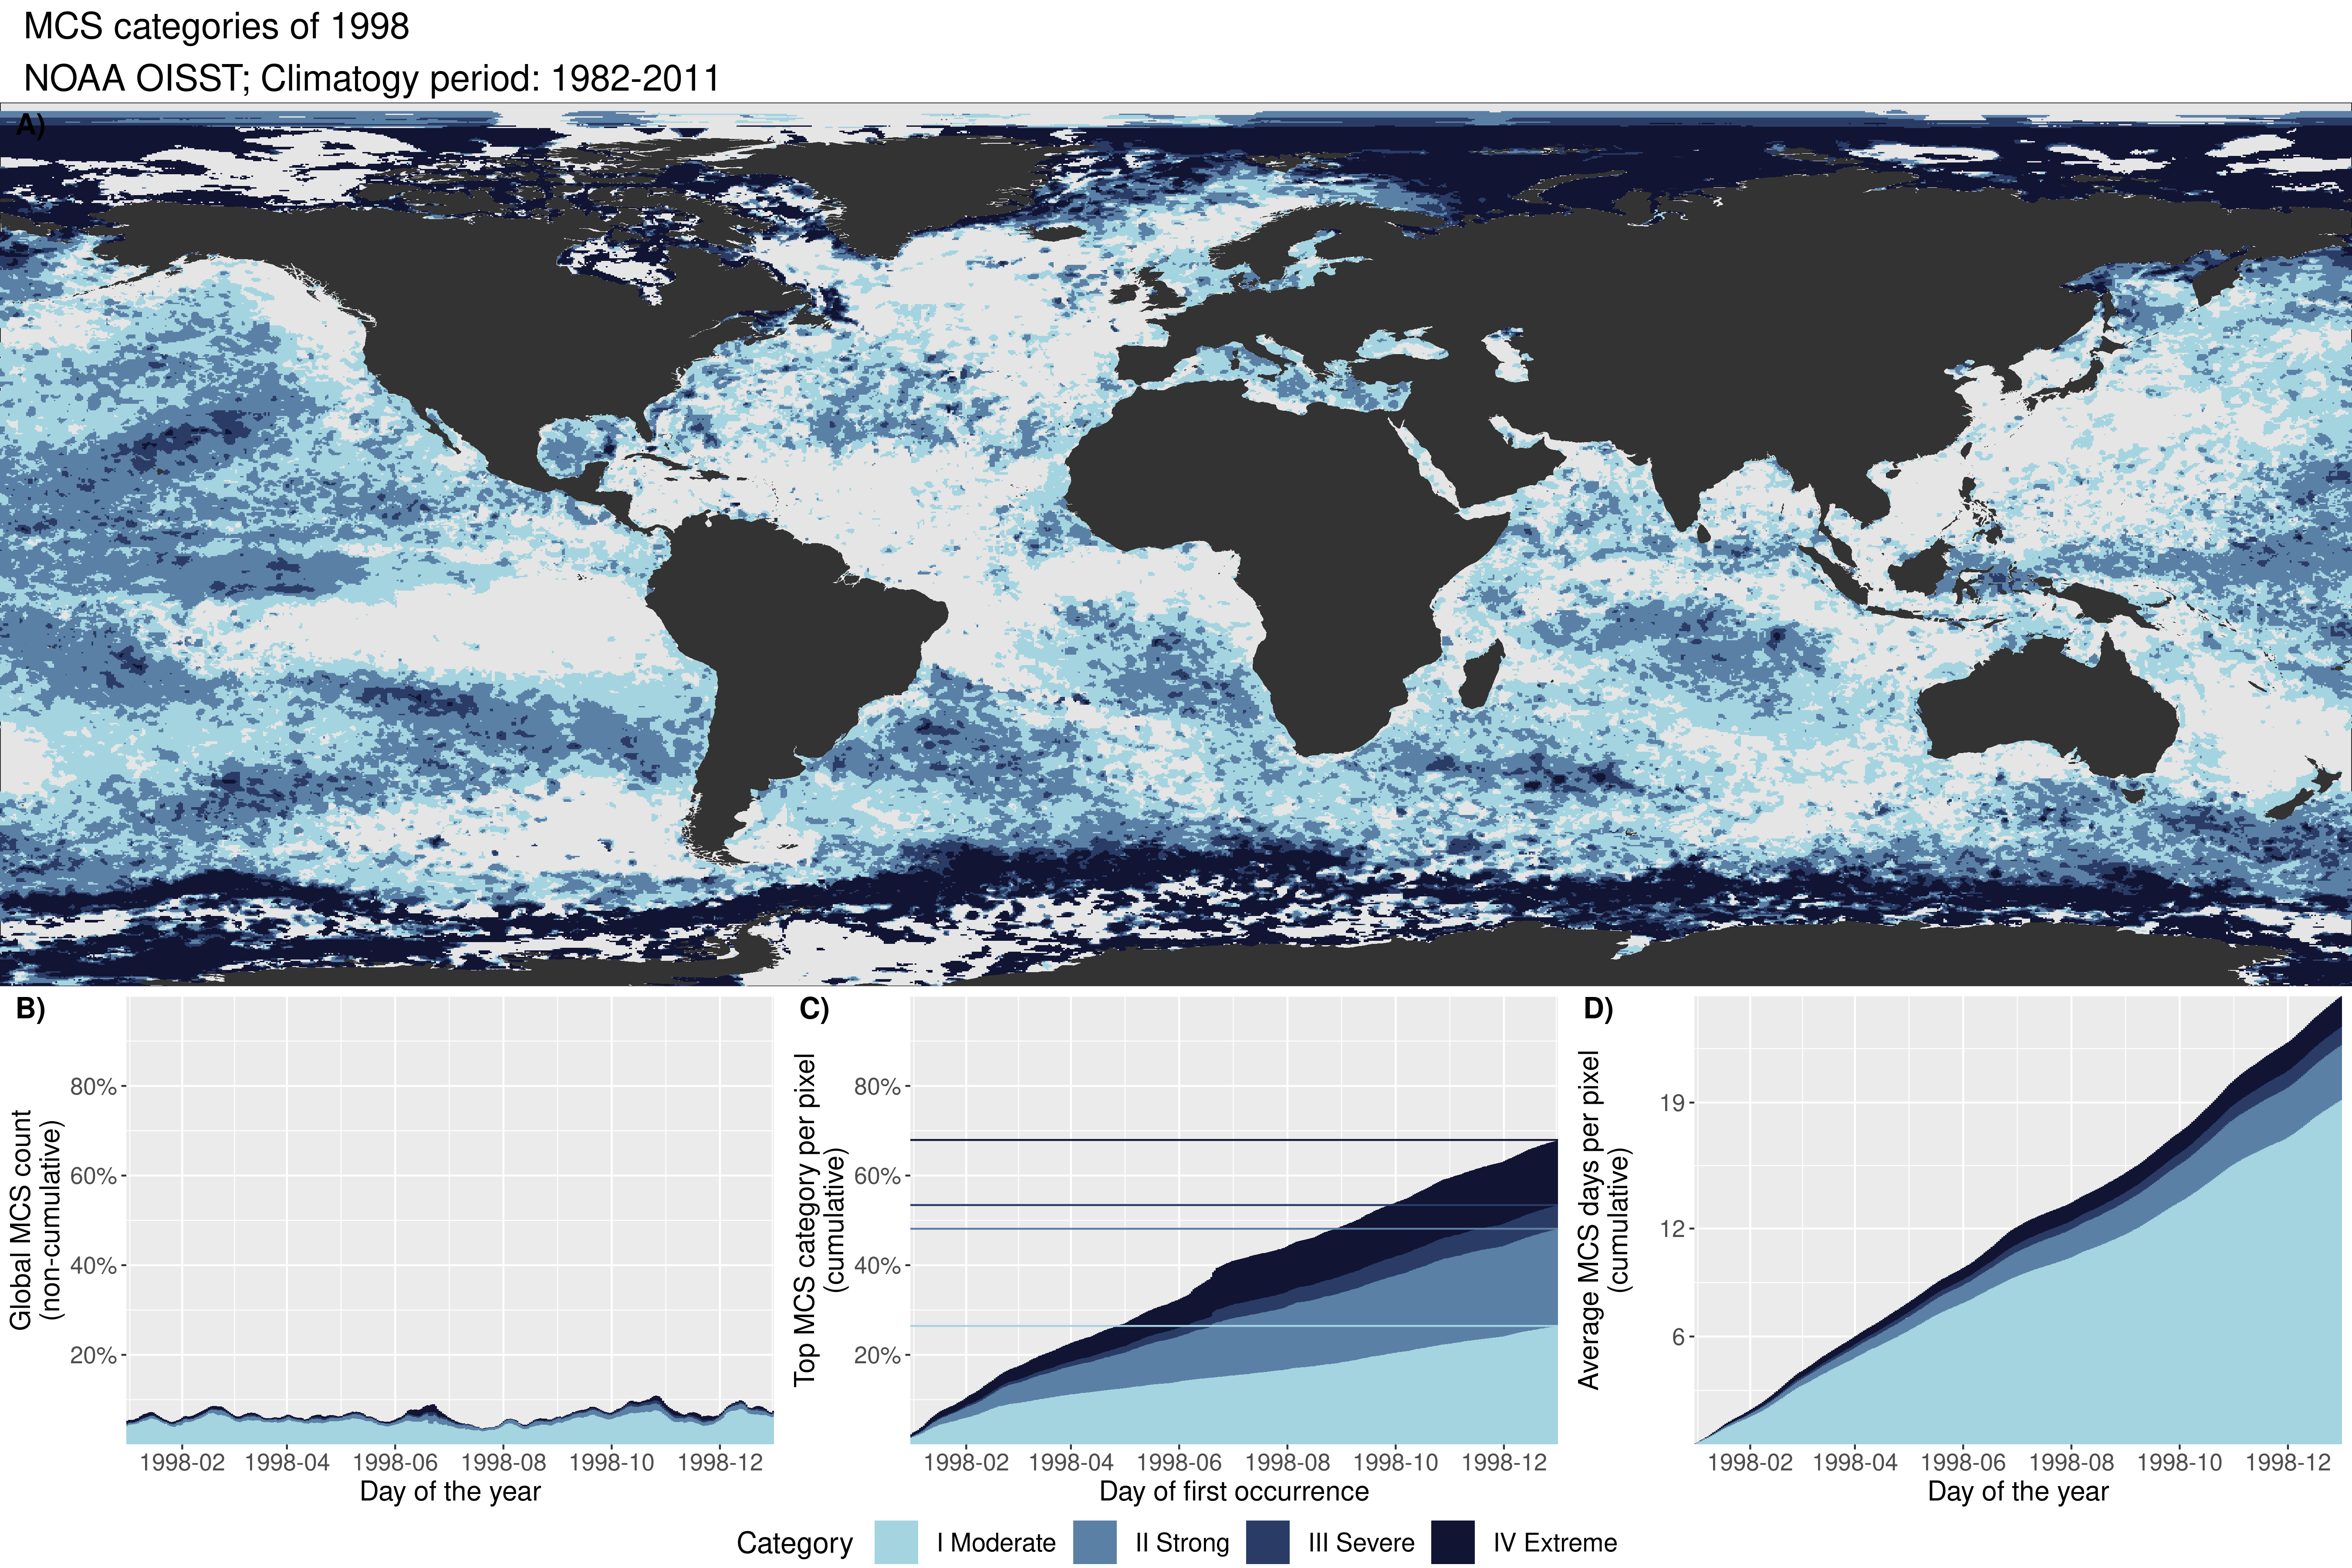 MCS categories of 1998
NOAA OISST; Climatogy period: 1982-2011
A)
B)
Global MCS count
(non-cumulative)
80%
60%
40%
20%
1998-02 1998-04 1998-06 1998-08 1998-10 1998-12
Day of the year
C)
Top MCS category per pixel
(cumulative)
80%
60%
40%
20%
1998-02 1998-04 1998-06 1998-08 1998-10 1998-12
Day of first occurrence
D)
Average MCS days per pixel
(cumulative)
19
12
6
1998-02 1998-04 1998-06 1998-08 1998-10 1998-12
Day of the year
Category I Moderate II Strong III Severe IV Extreme